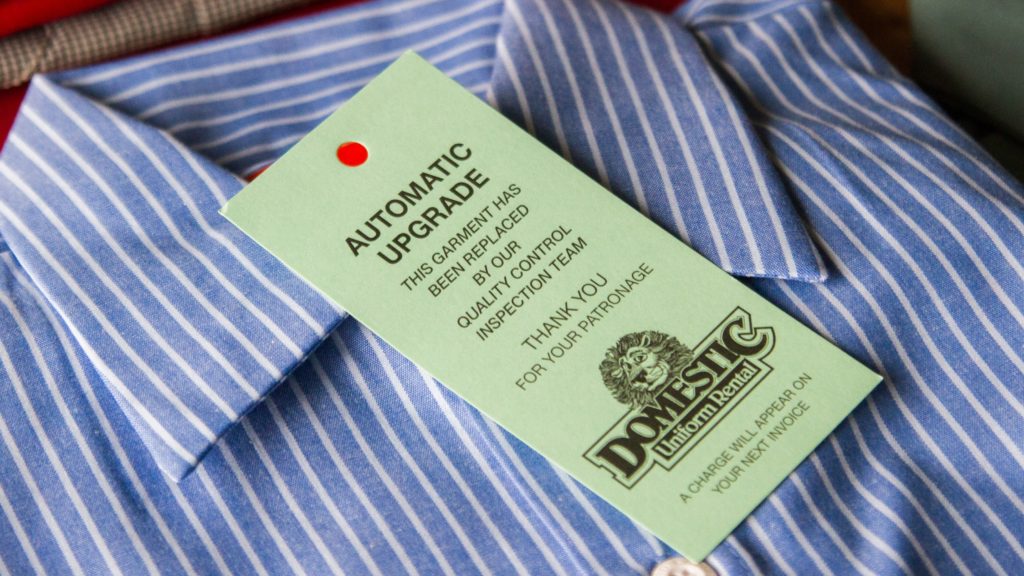 AUTOMATIC
UPGRADE
THIS GARMENT HAS
BEEN REPLACED
BY OUR
QUALITY CONTROL
INSPECTION TEAM
THANK YOU
FOR YOUR PATRONAGE
DOMESTIC
Uniform Rental
A CHARGE WILL APPEAR ON
YOUR NEXT INVOICE